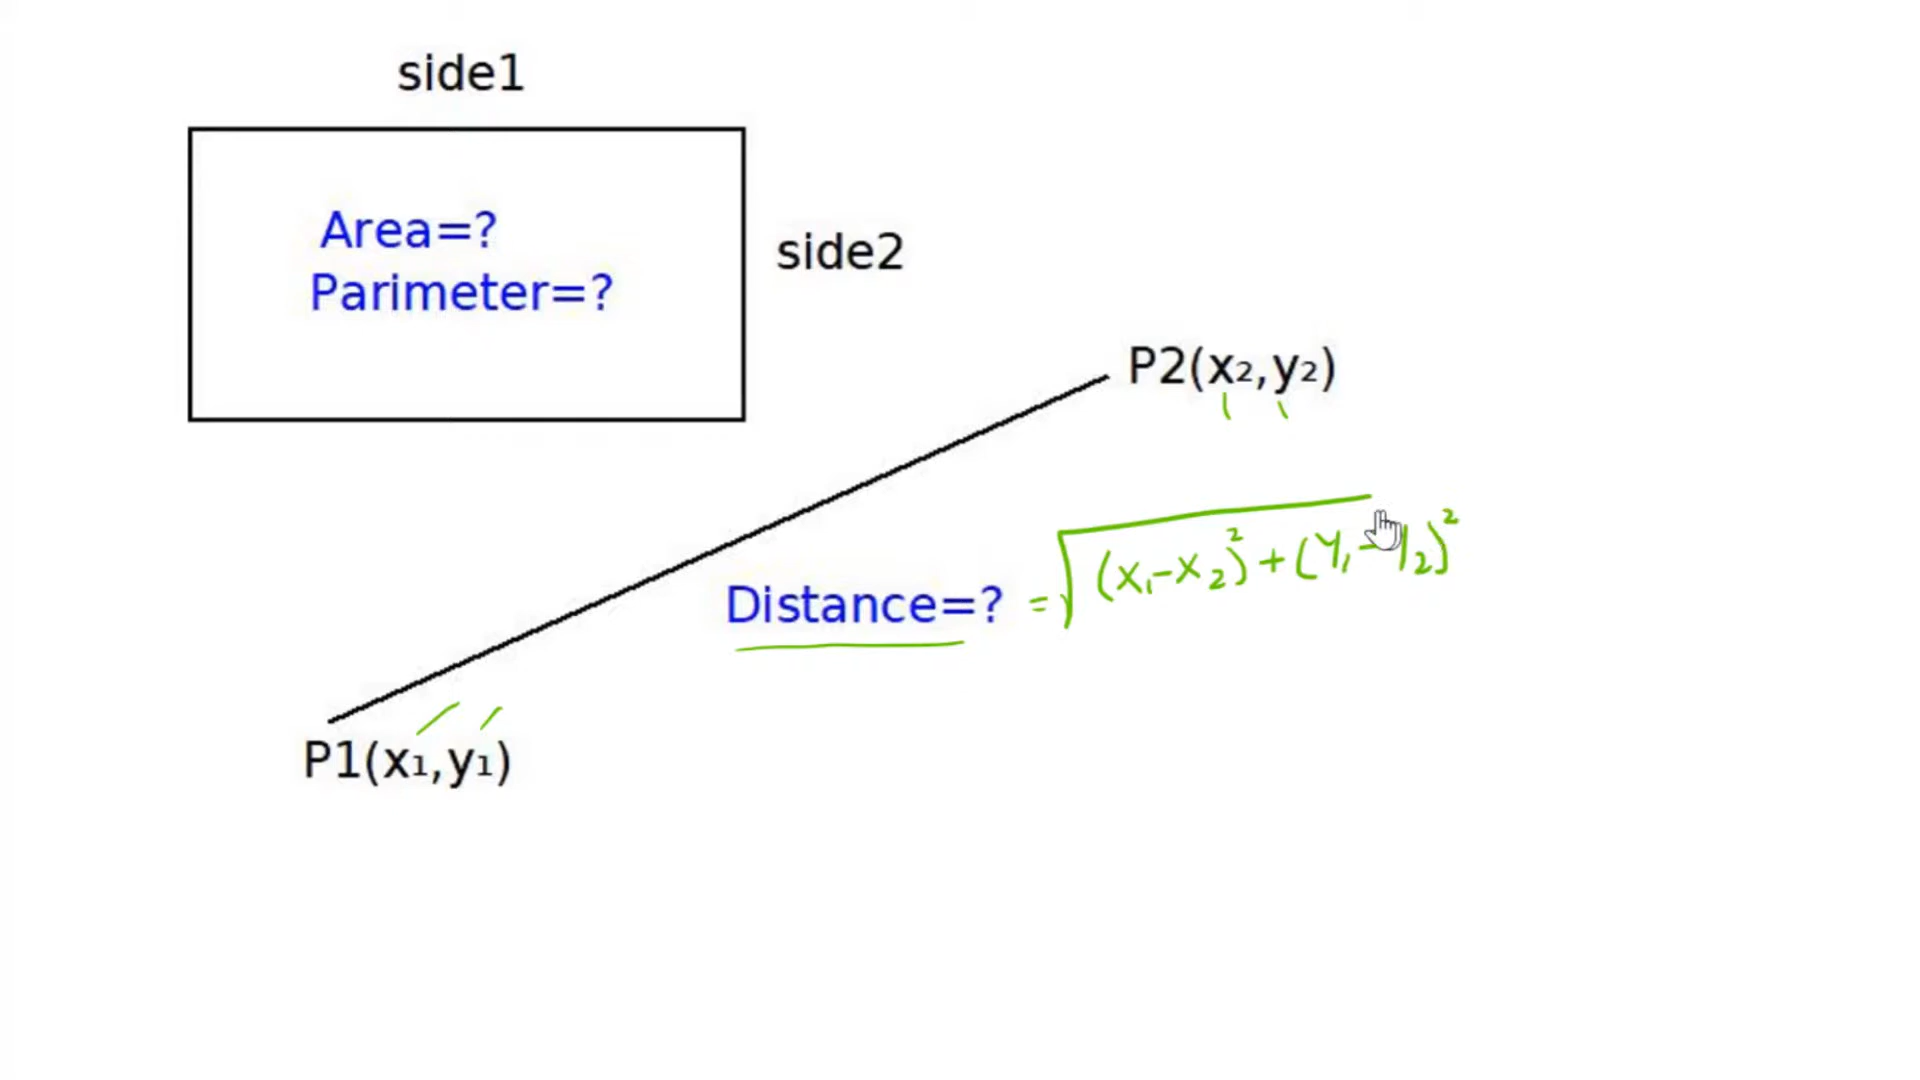 side1
Area=?
Parimeter=?
side2
P2(x₂,y₂)
Distance=? = √(x₁-x₂)² + (y₁-y₂)²
P1(x₁,y₁)